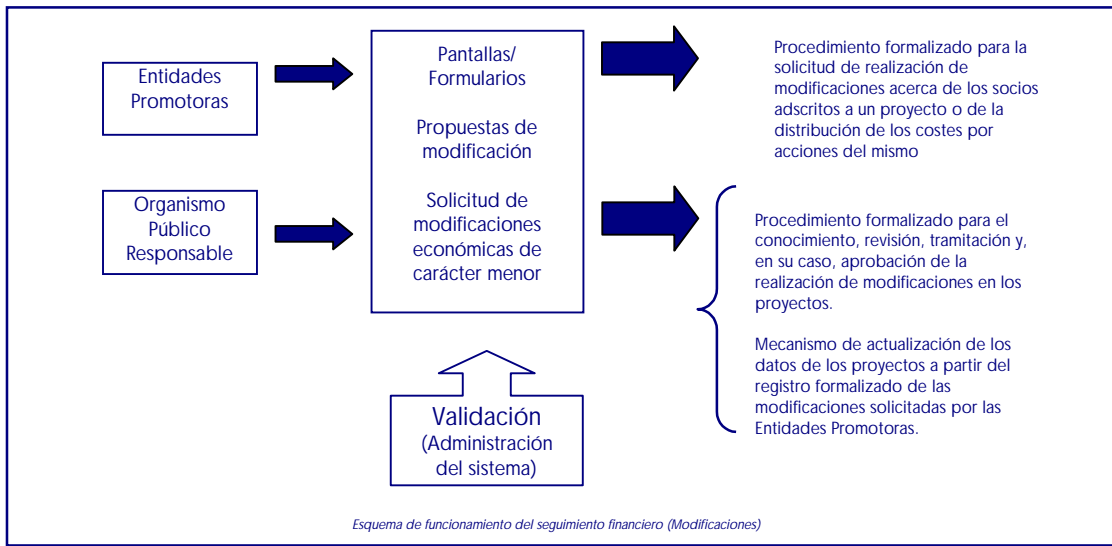 Entidades
Promotoras
Organismo
Público
Responsable
Pantallas/
Formularios
Propuestas de
modificación
Solicitud de
modificaciones
económicas de
carácter menor
Procedimiento formalizado para la
solicitud de realización de
modificaciones acerca de los socios
adscritos a un proyecto o de la
distribución de los costes por
acciones del mismo
Procedimiento formalizado para el
conocimiento, revisión, tramitación y,
en su caso, aprobación de la
realización de modificaciones en los
proyectos.
Mecanismo de actualización de los
datos de los proyectos a partir del
registro formalizado de las
modificaciones solicitadas por las
Entidades Promotoras.
Validación
(Administración
del sistema)
Esquema de funcionamiento del seguimiento financiero (Modificaciones)